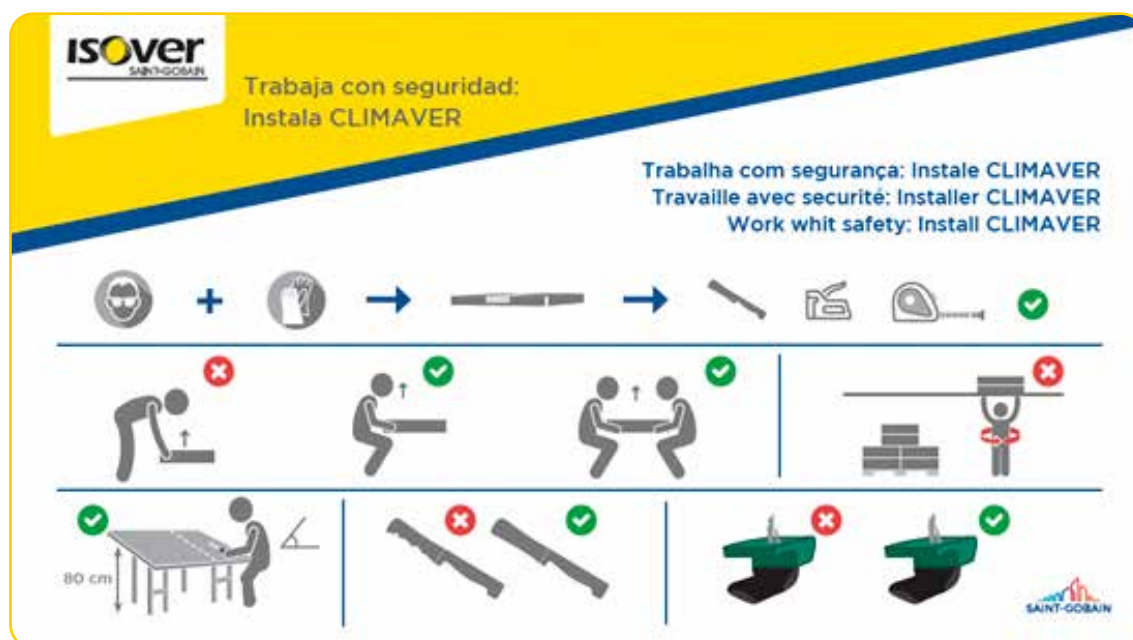 ISOVER
SAINT-GOBAIN
Trabaja con seguridad:
Instala CLIMAVER
Trabalha com segurança: Instale CLIMAVER
Travaille avec securité: Installer CLIMAVER
Work whit safety: Install CLIMAVER
80 cm
SAINT-GOBAIN